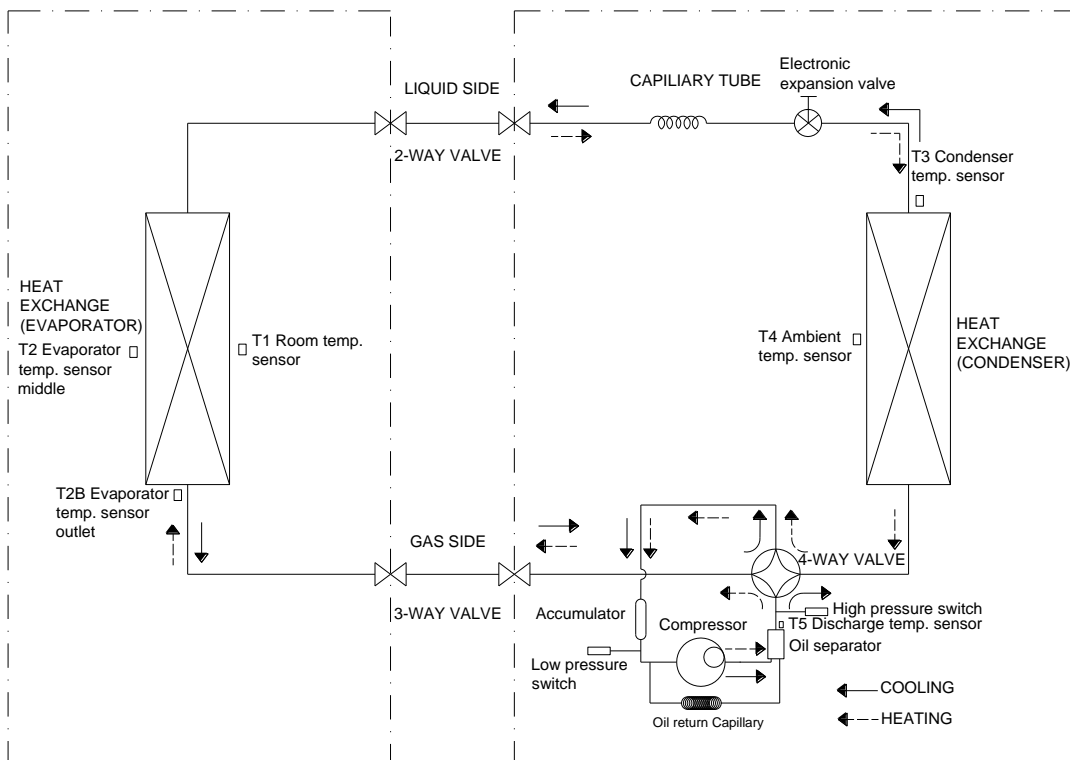 Electronic
expansion valve
LIQUID SIDE
CAPILIARY TUBE
2-WAY VALVE
T3 Condenser
temp. sensor
HEAT
EXCHANGE
(EVAPORATOR)
T2 Evaporator
temp. sensor
middle
T1 Room temp.
sensor
T4 Ambient
temp. sensor
HEAT
EXCHANGE
(CONDENSER)
T2B Evaporator
temp. sensor
outlet
GAS SIDE
4-WAY VALVE
3-WAY VALVE
Accumulator
Compressor
High pressure switch
T5 Discharge temp. sensor
Oil separator
Low pressure
switch
Oil return Capillary
COOLING
HEATING